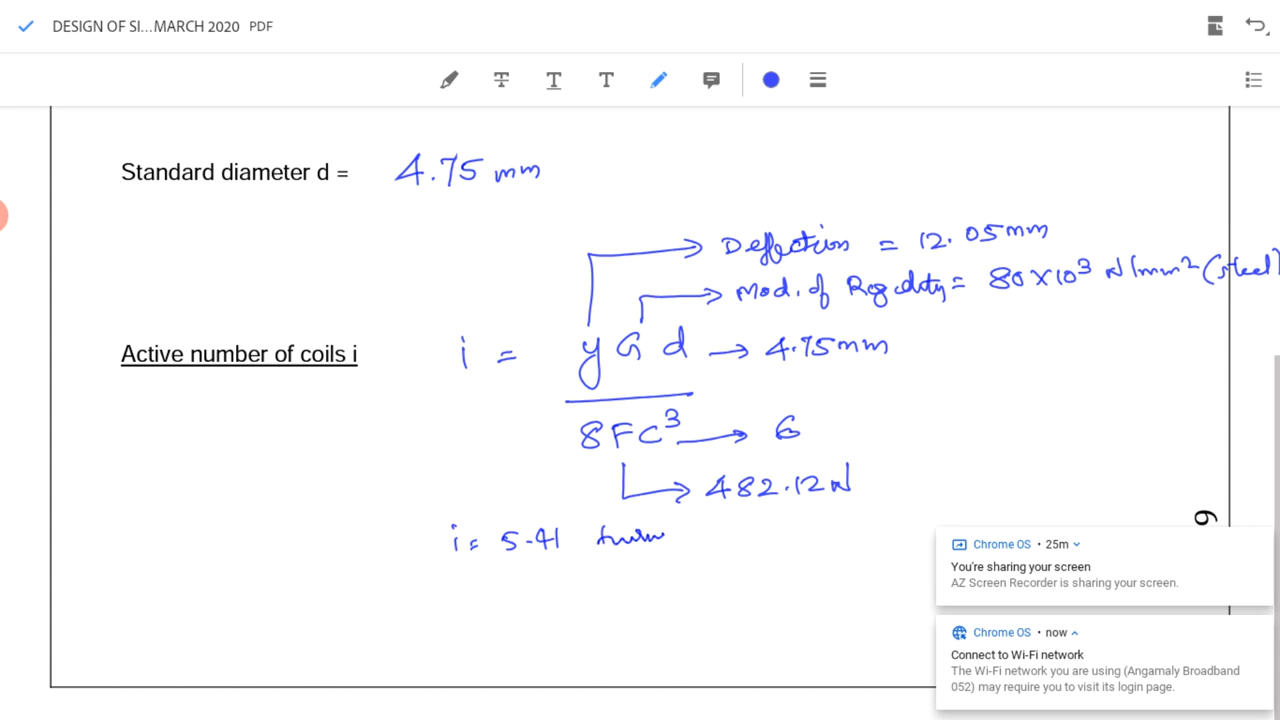 DESIGN OF SI...MARCH 2020 PDF
Standard diameter d = 4.75 mm
Deflection = 12.05mm
Mod. of Regidity = 80×10³ N/mm² (steel)
Active number of coils i
i = y G d → 4.75mm
8FC³ → 6
→ 482.12N
i = 5.41 turn
6
Chrome OS • 25m
You're sharing your screen
AZ Screen Recorder is sharing your screen.
Chrome OS • now
Connect to Wi-Fi network
The Wi-Fi network you are using (Angamaly Broadband
052) may require you to visit its login page.